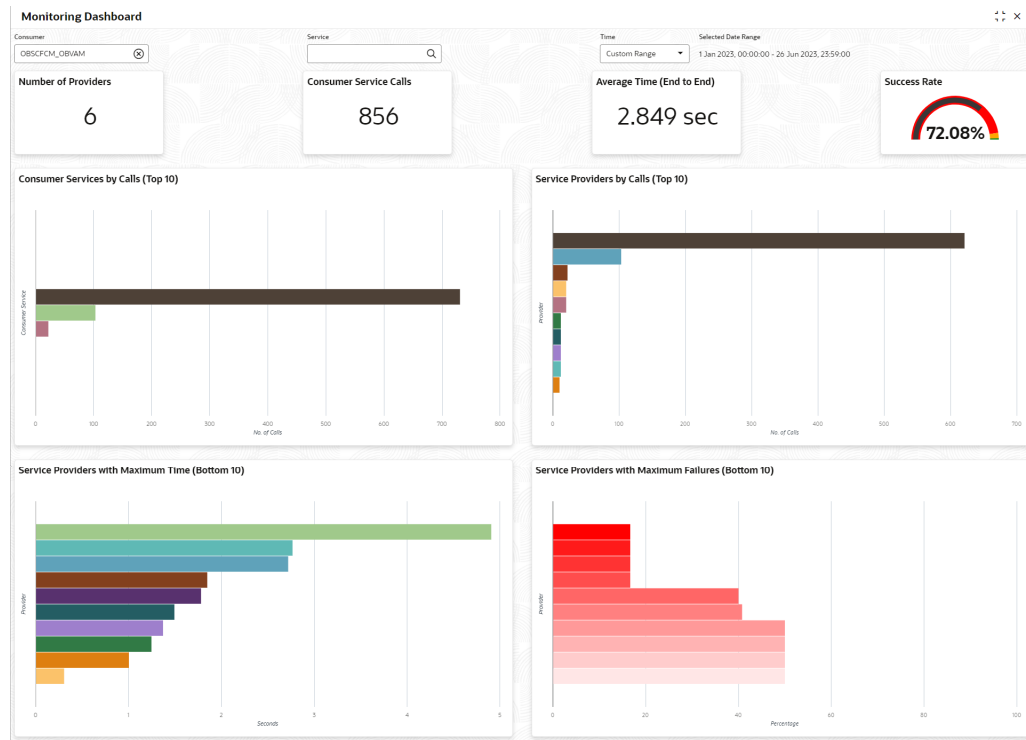 Monitoring Dashboard
Consumer
OBSCFCM_OBVAM
Service
Time
Custom Range
Selected Date Range
1 Jan 2023, 00:00:00 - 26 Jun 2023, 23:59:00
Number of Providers
6
Consumer Service Calls
856
Average Time (End to End)
2.849 sec
Success Rate
72.08%
Consumer Services by Calls (Top 10)
Consumer Service
0 100 200 300 400 500 600 700 800
No. of Calls
Service Providers by Calls (Top 10)
Provider
0 100 200 300 400 500 600 700
No. of Calls
Service Providers with Maximum Time (Bottom 10)
Provider
0 1 2 3 4 5
Seconds
Service Providers with Maximum Failures (Bottom 10)
Provider
0 20 40 60 80 100
Percentage